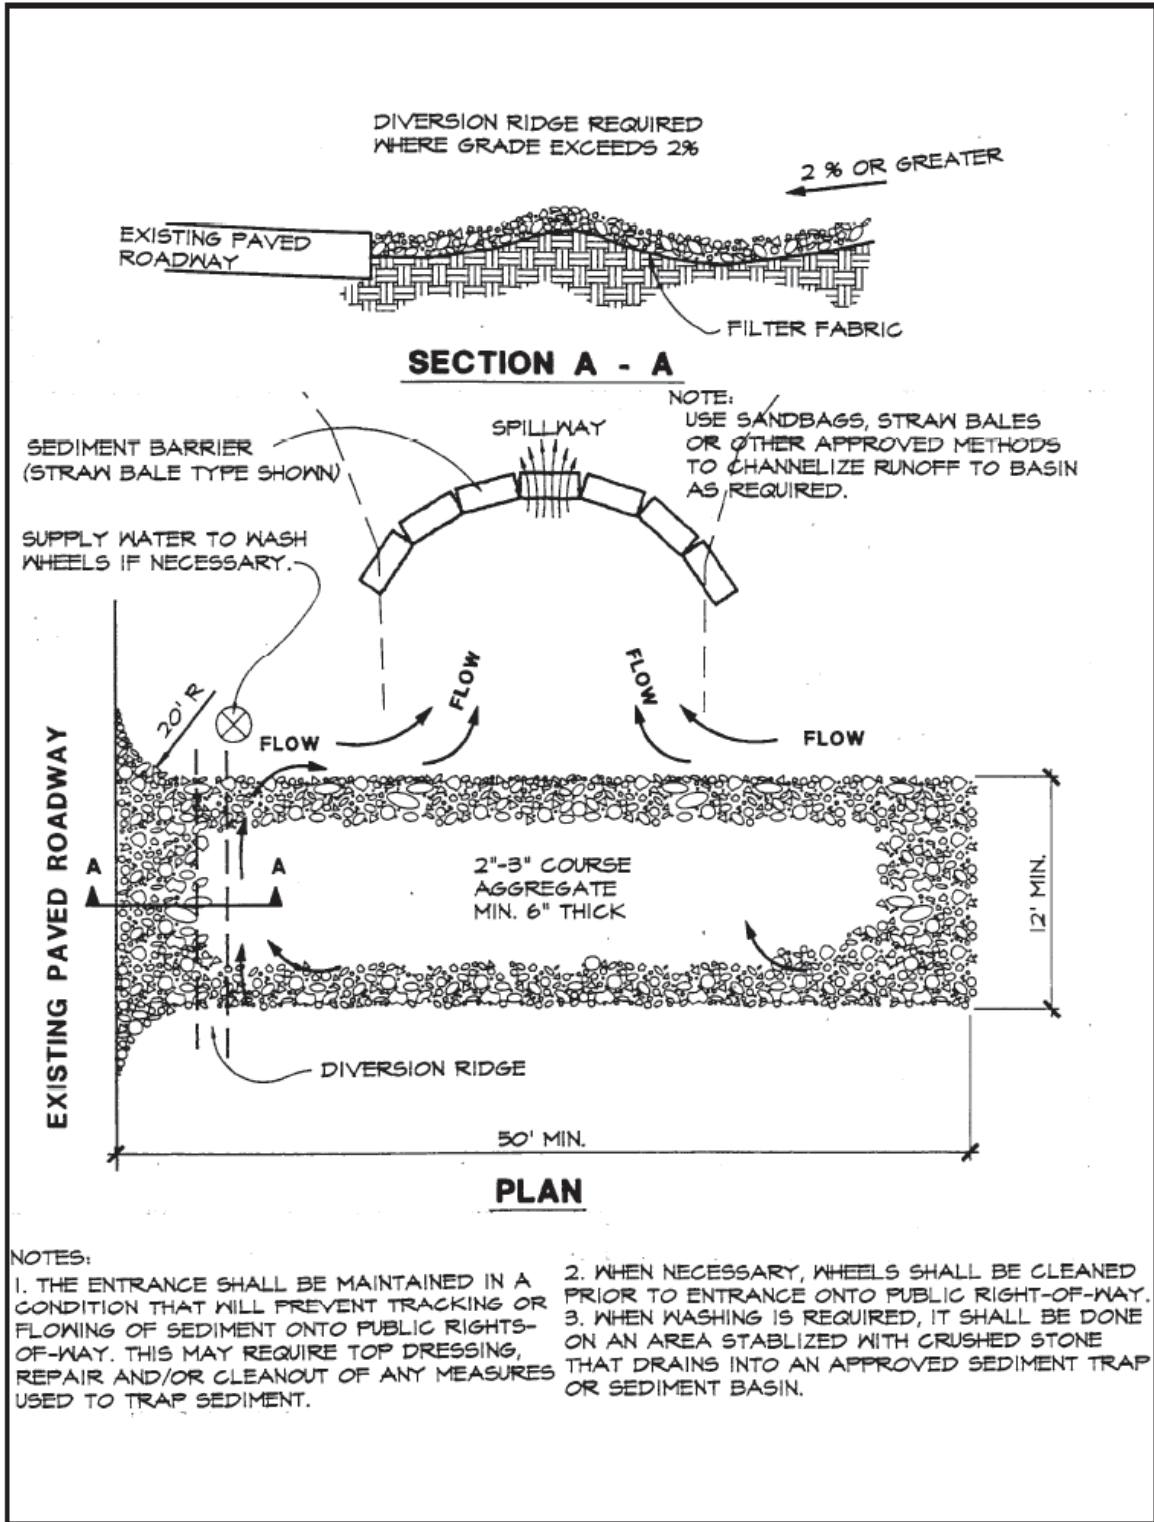 DIVERSION RIDGE REQUIRED
WHERE GRADE EXCEEDS 2%
2 % OR GREATER
EXISTING PAVED
ROADWAY
FILTER FABRIC
SECTION A - A
NOTE:
USE SANDBAGS, STRAW BALES
OR OTHER APPROVED METHODS
TO CHANNELIZE RUNOFF TO BASIN
AS REQUIRED.
SPILLWAY
SEDIMENT BARRIER
(STRAW BALE TYPE SHOWN)
SUPPLY WATER TO WASH
WHEELS IF NECESSARY.
FLOW
FLOW
20' R
FLOW
FLOW
EXISTING PAVED ROADWAY
A
A
2"-3" COURSE
AGGREGATE
MIN. 6" THICK
12' MIN.
DIVERSION RIDGE
50' MIN.
PLAN
NOTES:
1. THE ENTRANCE SHALL BE MAINTAINED IN A
CONDITION THAT WILL PREVENT TRACKING OR
FLOWING OF SEDIMENT ONTO PUBLIC RIGHTS-
OF-WAY. THIS MAY REQUIRE TOP DRESSING,
REPAIR AND/OR CLEANOUT OF ANY MEASURES
USED TO TRAP SEDIMENT.
2. WHEN NECESSARY, WHEELS SHALL BE CLEANED
PRIOR TO ENTRANCE ONTO PUBLIC RIGHT-OF-WAY.
3. WHEN WASHING IS REQUIRED, IT SHALL BE DONE
ON AN AREA STABLIZED WITH CRUSHED STONE
THAT DRAINS INTO AN APPROVED SEDIMENT TRAP
OR SEDIMENT BASIN.